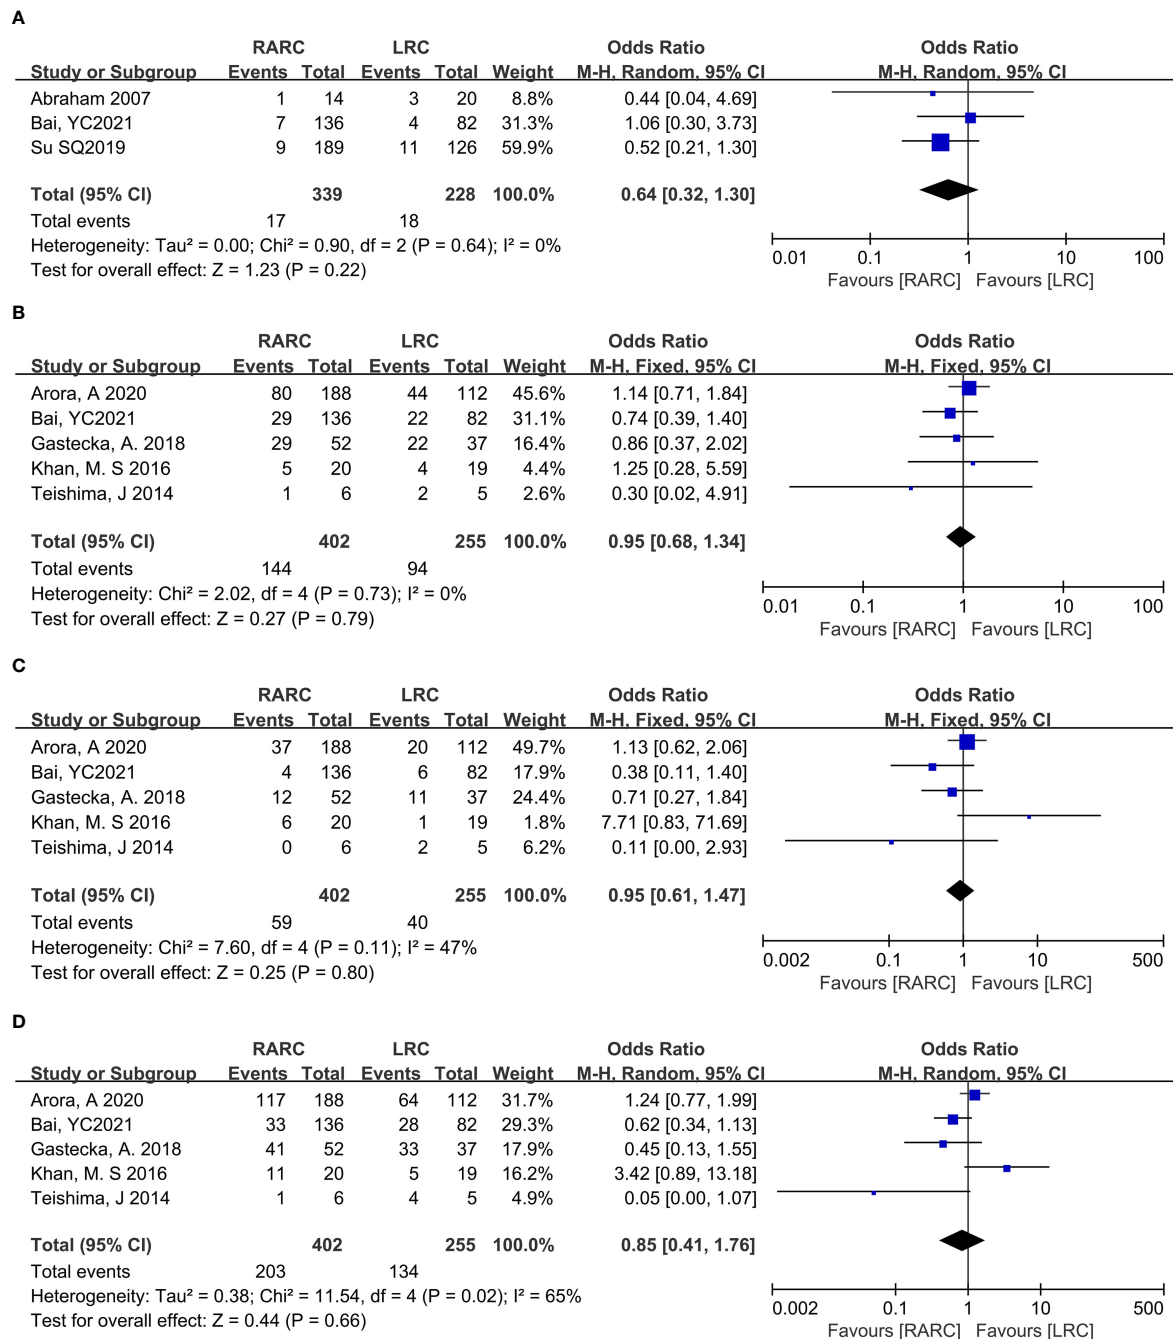 A
RARC LRC Odds Ratio Odds Ratio
Study or Subgroup Events Total Events Total Weight M-H, Random, 95% CI M-H, Random, 95% CI
Abraham 2007 1 14 3 20 8.8% 0.44 [0.04, 4.69]
Bai, YC2021 7 136 4 82 31.3% 1.06 [0.30, 3.73]
Su SQ2019 9 189 11 126 59.9% 0.52 [0.21, 1.30]
Total (95% CI) 339 228 100.0% 0.64 [0.32, 1.30]
Total events 17 18
Heterogeneity: Tau² = 0.00; Chi² = 0.90, df = 2 (P = 0.64); I² = 0%
Test for overall effect: Z = 1.23 (P = 0.22)
0.01 0.1 1 10 100
Favours [RARC] Favours [LRC]
B
RARC LRC Odds Ratio Odds Ratio
Study or Subgroup Events Total Events Total Weight M-H, Fixed, 95% CI M-H, Fixed, 95% CI
Arora, A 2020 80 188 44 112 45.6% 1.14 [0.71, 1.84]
Bai, YC2021 29 136 22 82 31.1% 0.74 [0.39, 1.40]
Gastecka, A. 2018 29 52 22 37 16.4% 0.86 [0.37, 2.02]
Khan, M. S 2016 5 20 4 19 4.4% 1.25 [0.28, 5.59]
Teishima, J 2014 1 6 2 5 2.6% 0.30 [0.02, 4.91]
Total (95% CI) 402 255 100.0% 0.95 [0.68, 1.34]
Total events 144 94
Heterogeneity: Chi² = 2.02, df = 4 (P = 0.73); I² = 0%
Test for overall effect: Z = 0.27 (P = 0.79)
0.01 0.1 1 10 100
Favours [RARC] Favours [LRC]
C
RARC LRC Odds Ratio Odds Ratio
Study or Subgroup Events Total Events Total Weight M-H, Fixed, 95% CI M-H, Fixed, 95% CI
Arora, A 2020 37 188 20 112 49.7% 1.13 [0.62, 2.06]
Bai, YC2021 4 136 6 82 17.9% 0.38 [0.11, 1.40]
Gastecka, A. 2018 12 52 11 37 24.4% 0.71 [0.27, 1.84]
Khan, M. S 2016 6 20 1 19 1.8% 7.71 [0.83, 71.69]
Teishima, J 2014 0 6 2 5 6.2% 0.11 [0.00, 2.93]
Total (95% CI) 402 255 100.0% 0.95 [0.61, 1.47]
Total events 59 40
Heterogeneity: Chi² = 7.60, df = 4 (P = 0.11); I² = 47%
Test for overall effect: Z = 0.25 (P = 0.80)
0.002 0.1 1 10 500
Favours [RARC] Favours [LRC]
D
RARC LRC Odds Ratio Odds Ratio
Study or Subgroup Events Total Events Total Weight M-H, Random, 95% CI M-H, Random, 95% CI
Arora, A 2020 117 188 64 112 31.7% 1.24 [0.77, 1.99]
Bai, YC2021 33 136 28 82 29.3% 0.62 [0.34, 1.13]
Gastecka, A. 2018 41 52 33 37 17.9% 0.45 [0.13, 1.55]
Khan, M. S 2016 11 20 5 19 16.2% 3.42 [0.89, 13.18]
Teishima, J 2014 1 6 4 5 4.9% 0.05 [0.00, 1.07]
Total (95% CI) 402 255 100.0% 0.85 [0.41, 1.76]
Total events 203 134
Heterogeneity: Tau² = 0.38; Chi² = 11.54, df = 4 (P = 0.02); I² = 65%
Test for overall effect: Z = 0.44 (P = 0.66)
0.002 0.1 1 10 500
Favours [RARC] Favours [LRC]